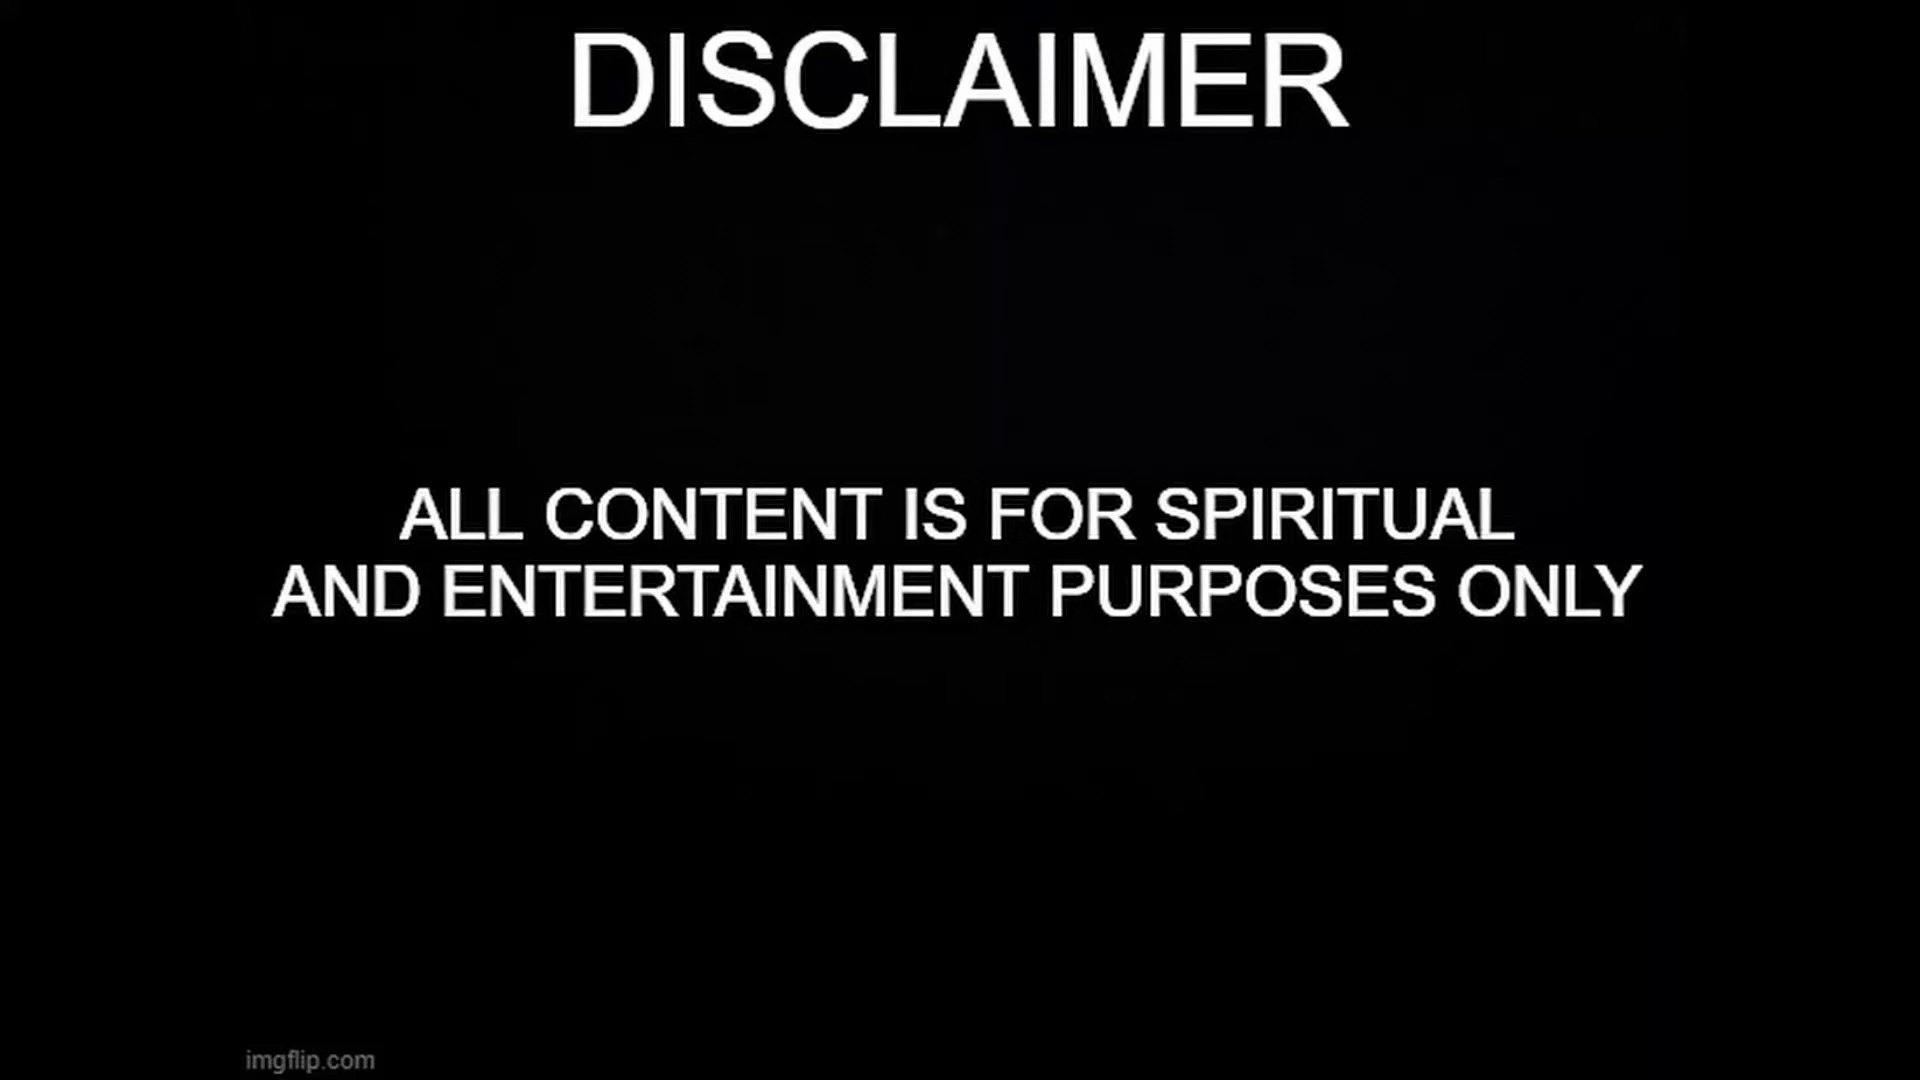 DISCLAIMER
ALL CONTENT IS FOR SPIRITUAL
AND ENTERTAINMENT PURPOSES ONLY
imgflip.com